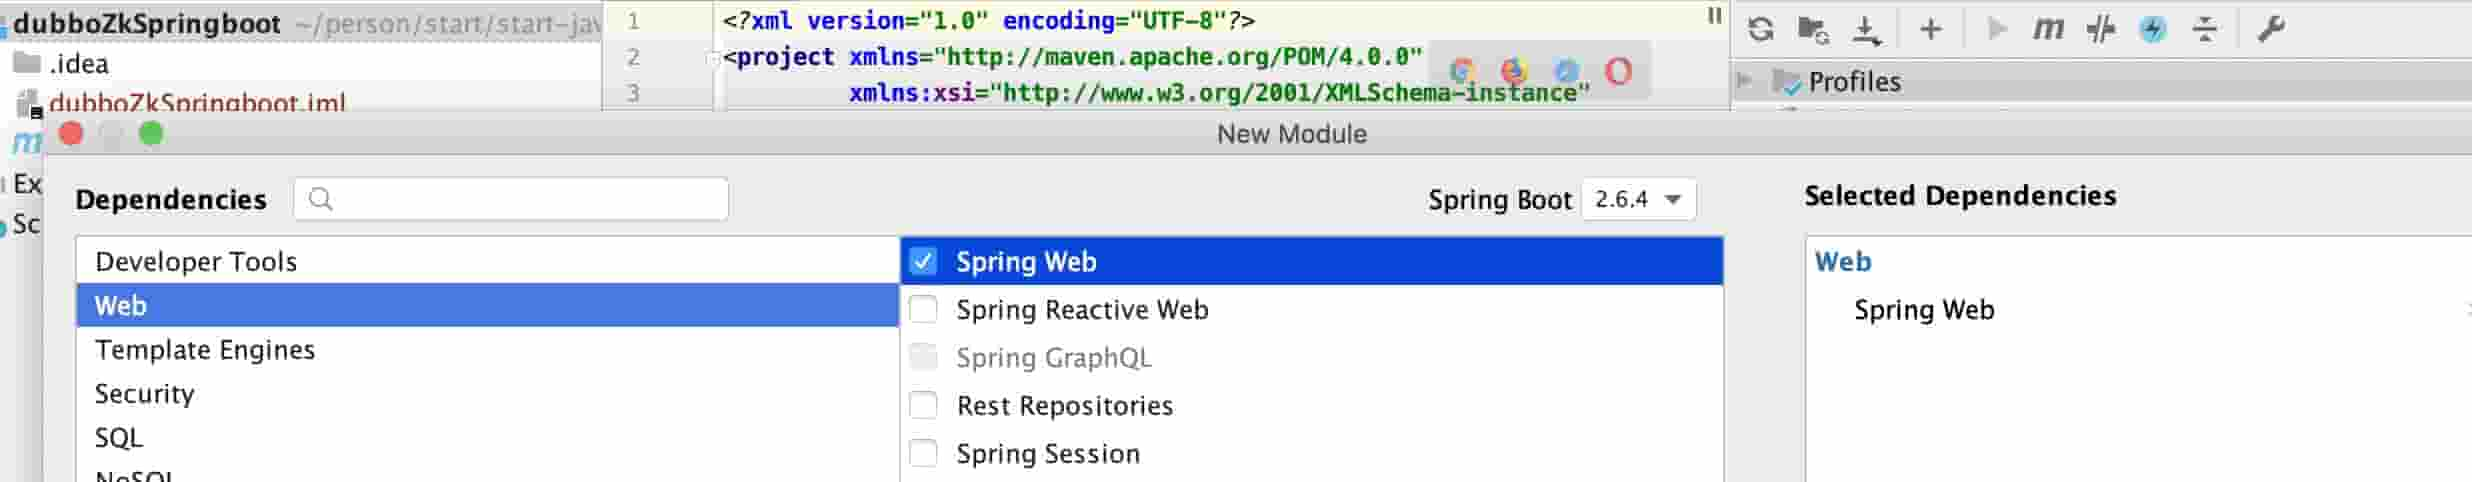 dubboZkSpringboot ~/person/start/start-jav
.idea
dubboZkSpringboot.iml
Ex
Sc
1 <?xml version="1.0" encoding="UTF-8"?>
2 <project xmlns="http://maven.apache.org/POM/4.0.0"
3 xmlns:xsi="http://www.w3.org/2001/XMLSchema-instance"
Profiles
New Module
Dependencies
Spring Boot 2.6.4
Selected Dependencies
Developer Tools
Web
Template Engines
Security
SQL
NoSQL
Spring Web
Spring Reactive Web
Spring GraphQL
Rest Repositories
Spring Session
Web
Spring Web